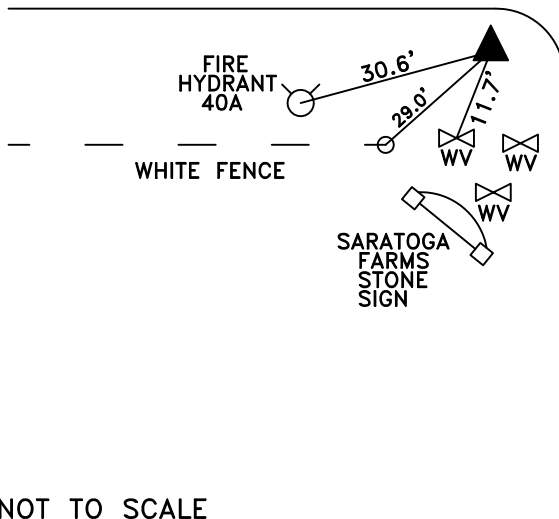 FIRE
HYDRANT
40A
30.6'
29.0'
11.7'
WV
WV
WV
WHITE FENCE
SARATOGA
FARMS
STONE
SIGN
NOT TO SCALE